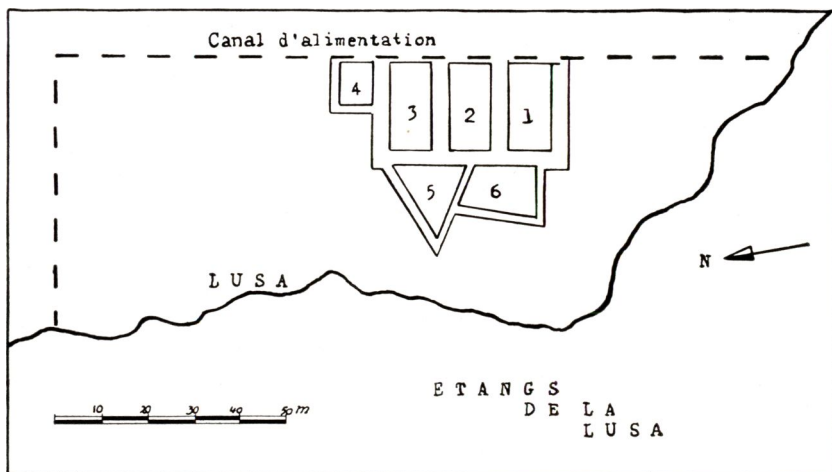 Canal d'alimentation
4
3
2
1
5
6
N
LUSA
10 20 30 40 50 m
ETANGS
DE LA
LUSA